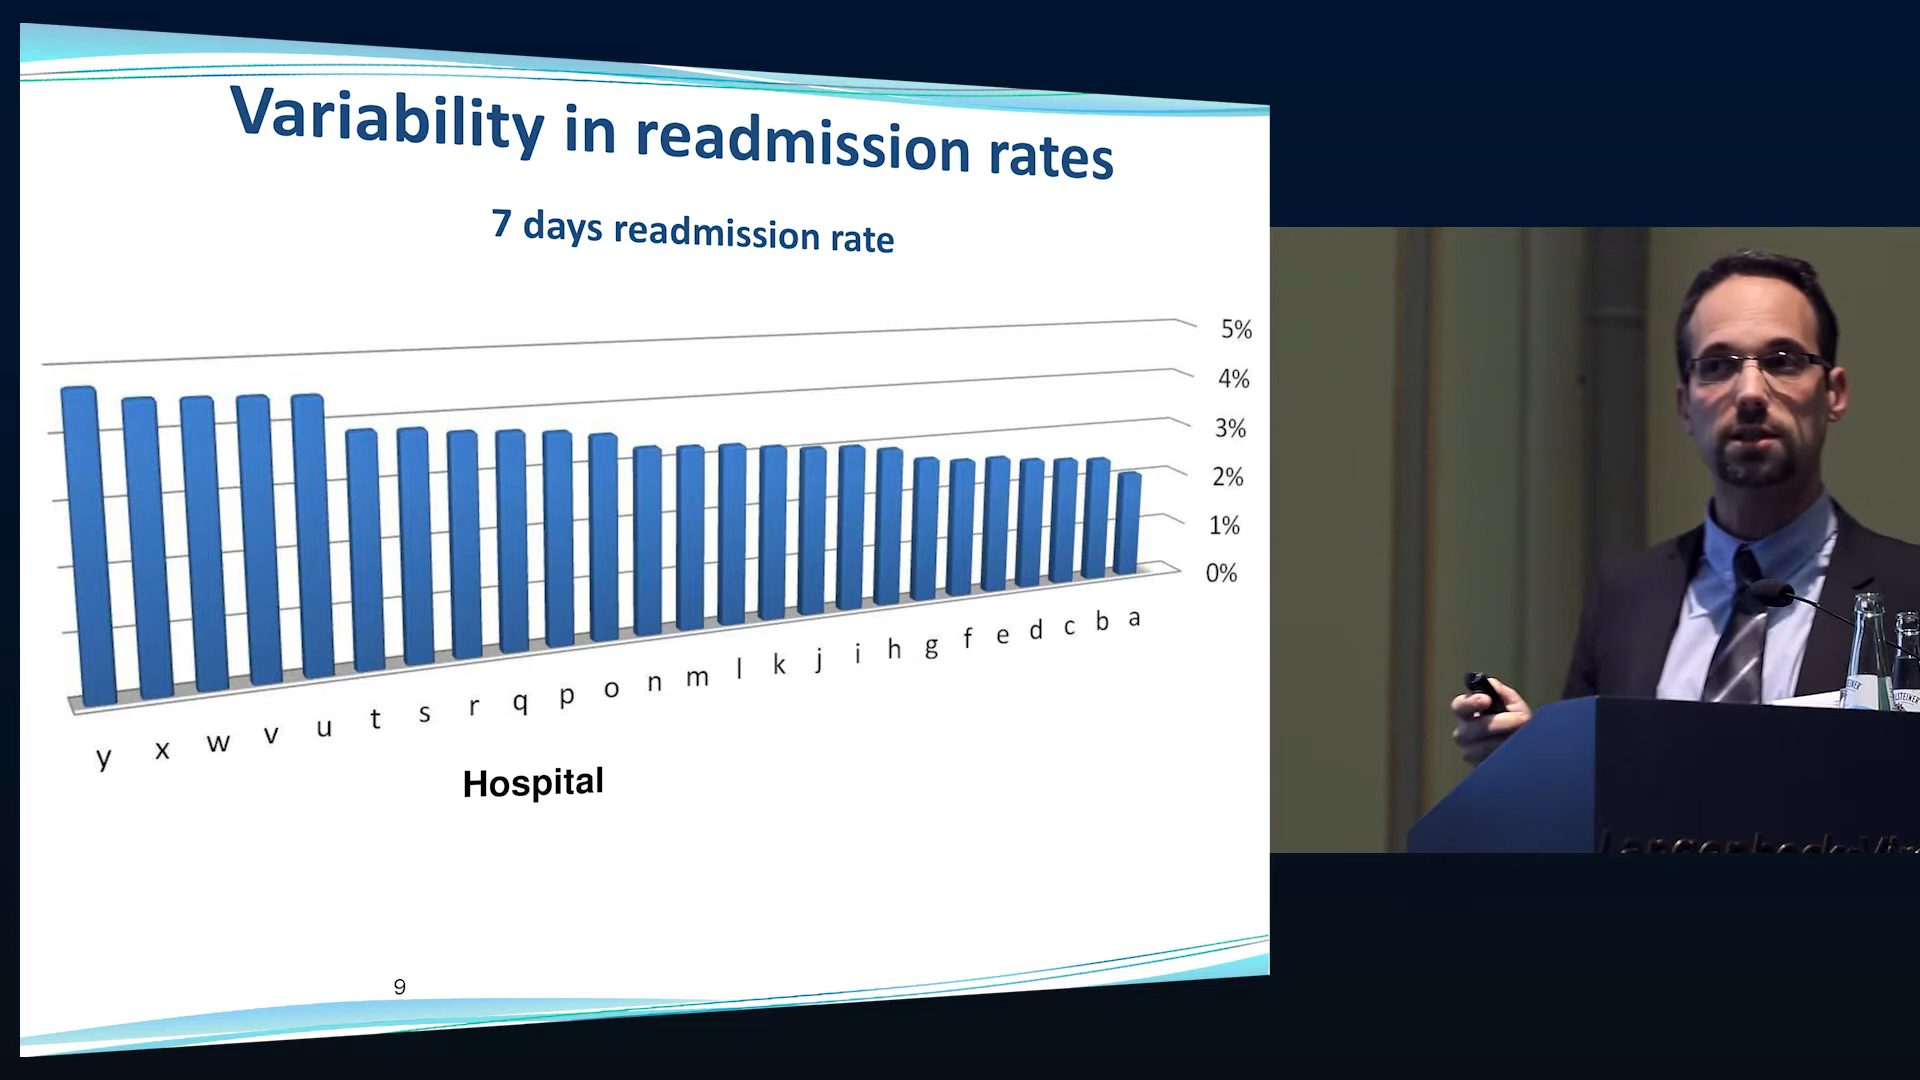 Variability in readmission rates
7 days readmission rate
5%
4%
3%
2%
1%
0%
y x w v u t s r q p o n m l k j i h g f e d c b a
Hospital
9